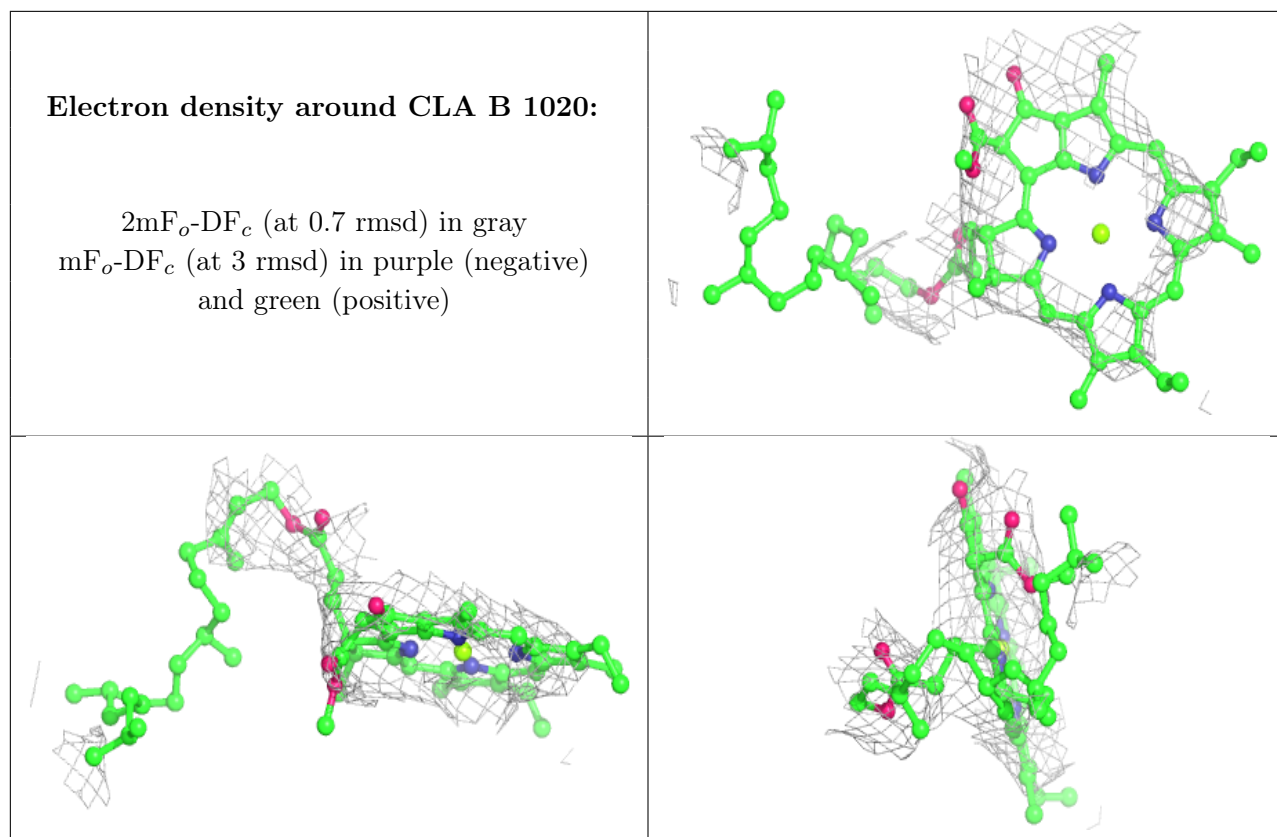 Electron density around CLA B 1020:
2mFo-DFc (at 0.7 rmsd) in gray
mFo-DFc (at 3 rmsd) in purple (negative)
and green (positive)